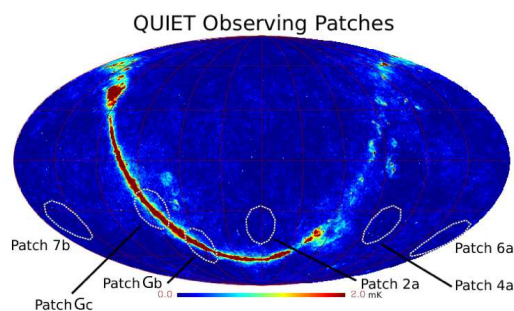 QUIET Observing Patches
Patch 7b
Patch Gc
Patch Gb
Patch 2a
Patch 6a
Patch 4a
0.0
2.0 mK